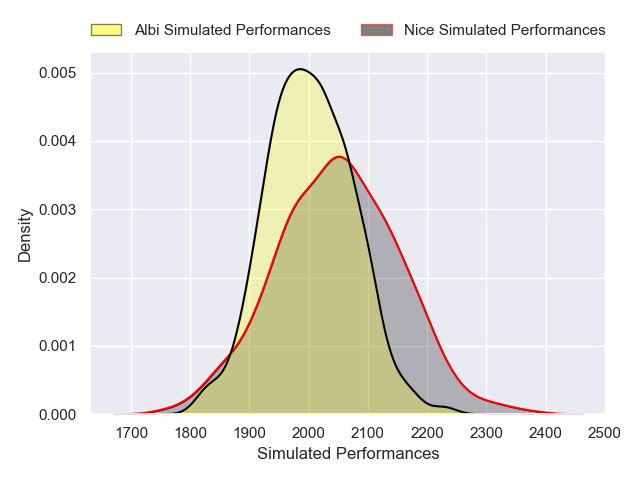 Albi Simulated Performances Nice Simulated Performances
0.005
0.004
0.003
0.002
0.001
0.000
Density
1700 1800 1900 2000 2100 2200 2300 2400 2500
Simulated Performances